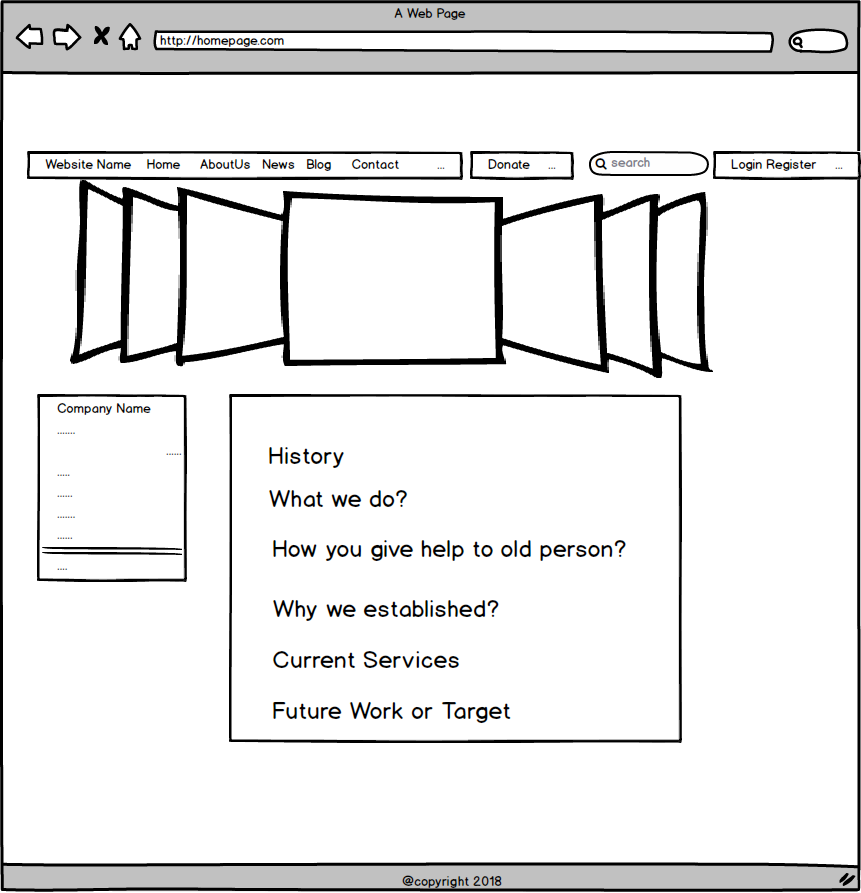 A Web Page
http://homepage.com
Website Name Home AboutUs News Blog Contact ... Donate ... search Login Register ...
Company Name
.......
......
.....
......
.......
......
....
History
What we do?
How you give help to old person?
Why we established?
Current Services
Future Work or Target
@copyright 2018